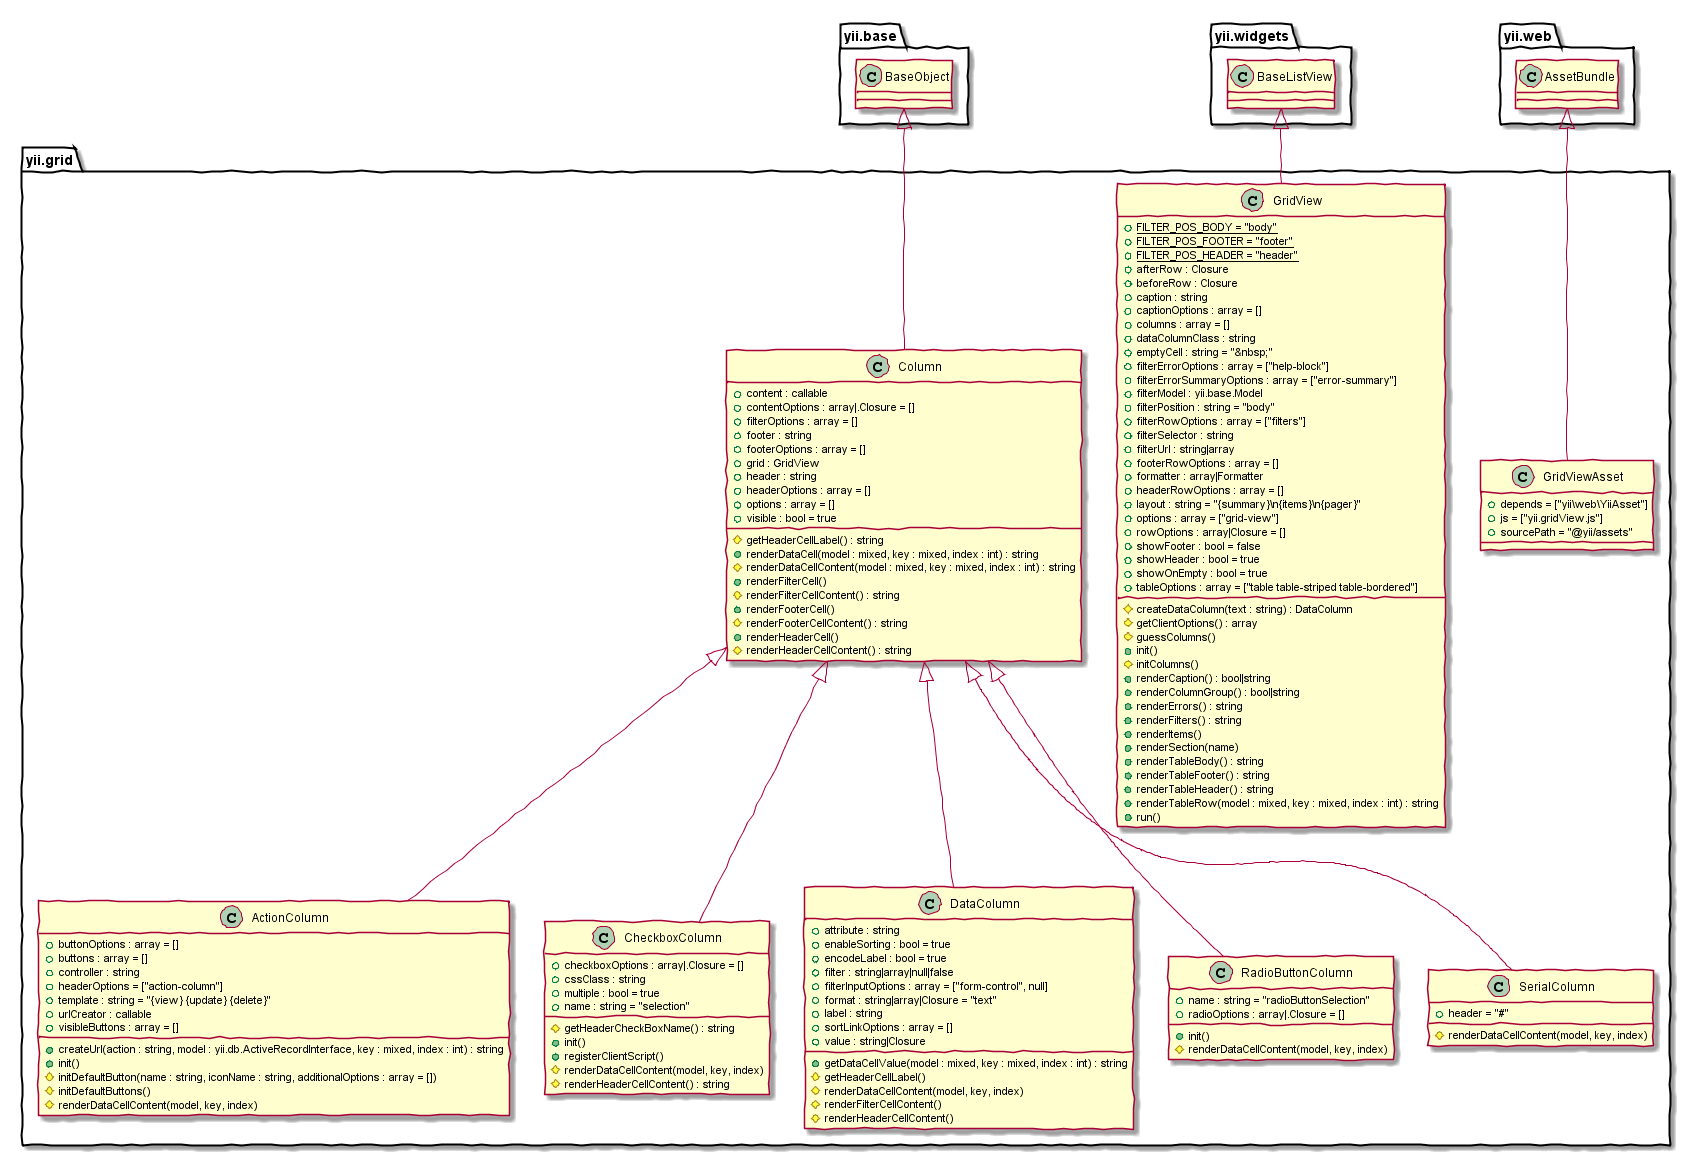 yii.base
C BaseObject
yii.widgets
C BaseListView
yii.web
C AssetBundle
yii.grid
C GridView
FILTER_POS_BODY = "body"
FILTER_POS_FOOTER = "footer"
FILTER_POS_HEADER = "header"
afterRow : Closure
beforeRow : Closure
caption : string
captionOptions : array = []
columns : array = []
dataColumnClass : string
emptyCell : string = "&nbsp;"
filterErrorOptions : array = ["help-block"]
filterErrorSummaryOptions : array = ["error-summary"]
filterModel : yii.base.Model
filterPosition : string = "body"
filterRowOptions : array = ["filters"]
filterSelector : string
filterUrl : string|array
footerRowOptions : array = []
formatter : array|Formatter
headerRowOptions : array = []
layout : string = "{summary}\n{items}\n{pager}"
options : array = ["grid-view"]
rowOptions : array|Closure = []
showFooter : bool = false
showHeader : bool = true
showOnEmpty : bool = true
tableOptions : array = ["table table-striped table-bordered"]
createDataColumn(text : string) : DataColumn
getClientOptions() : array
guessColumns()
init()
initColumns()
renderCaption() : bool|string
renderColumnGroup() : bool|string
renderErrors() : string
renderFilters() : string
renderItems()
renderSection(name)
renderTableBody() : string
renderTableFooter() : string
renderTableHeader() : string
renderTableRow(model : mixed, key : mixed, index : int) : string
run()
C Column
content : callable
contentOptions : array|.Closure = []
filterOptions : array = []
footer : string
footerOptions : array = []
grid : GridView
header : string
headerOptions : array = []
options : array = []
visible : bool = true
getHeaderCellLabel() : string
renderDataCell(model : mixed, key : mixed, index : int) : string
renderDataCellContent(model : mixed, key : mixed, index : int) : string
renderFilterCell()
renderFilterCellContent() : string
renderFooterCell()
renderFooterCellContent() : string
renderHeaderCell()
renderHeaderCellContent() : string
C GridViewAsset
depends = ["yii\web\YiiAsset"]
js = ["yii.gridView.js"]
sourcePath = "@yii/assets"
C ActionColumn
buttonOptions : array = []
buttons : array = []
controller : string
headerOptions = ["action-column"]
template : string = "{view} {update} {delete}"
urlCreator : callable
visibleButtons : array = []
createUrl(action : string, model : yii.db.ActiveRecordInterface, key : mixed, index : int) : string
init()
initDefaultButton(name : string, iconName : string, additionalOptions : array = [])
initDefaultButtons()
renderDataCellContent(model, key, index)
C CheckboxColumn
checkboxOptions : array|.Closure = []
cssClass : string
multiple : bool = true
name : string = "selection"
getHeaderCheckBoxName() : string
init()
registerClientScript()
renderDataCellContent(model, key, index)
renderHeaderCellContent() : string
C DataColumn
attribute : string
enableSorting : bool = true
encodeLabel : bool = true
filter : string|array|null|false
filterInputOptions : array = ["form-control", null]
format : string|array|Closure = "text"
label : string
sortLinkOptions : array = []
value : string|Closure
getDataCellValue(model : mixed, key : mixed, index : int) : string
getHeaderCellLabel()
renderDataCellContent(model, key, index)
renderFilterCellContent()
renderHeaderCellContent()
C RadioButtonColumn
name : string = "radioButtonSelection"
radioOptions : array|.Closure = []
init()
renderDataCellContent(model, key, index)
C SerialColumn
header = "#"
renderDataCellContent(model, key, index)